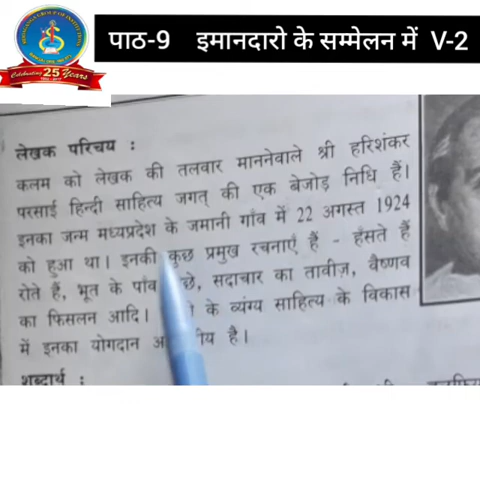 पाठ-9 इमानदारो के सम्मेलन में V-2
Celebrating 25 Years
लेखक परिचय :
कलम को लेखक की तलवार माननेवाले श्री हरिशंकर
परसाई हिन्दी साहित्य जगत् की एक बेजोड़ निधि हैं।
इनका जन्म मध्यप्रदेश के जमानी गाँव में 22 अगस्त 1924
को हुआ था। इनकी कुछ प्रमुख रचनाएँ हैं - हँसते हैं
रोते हैं, भूत के पाँव छे, सदाचार का तावीज़, वैष्णव
का फिसलन आदि। के व्यंग्य साहित्य के विकास
में इनका योगदान अ ीय है।
शब्दार्थ :